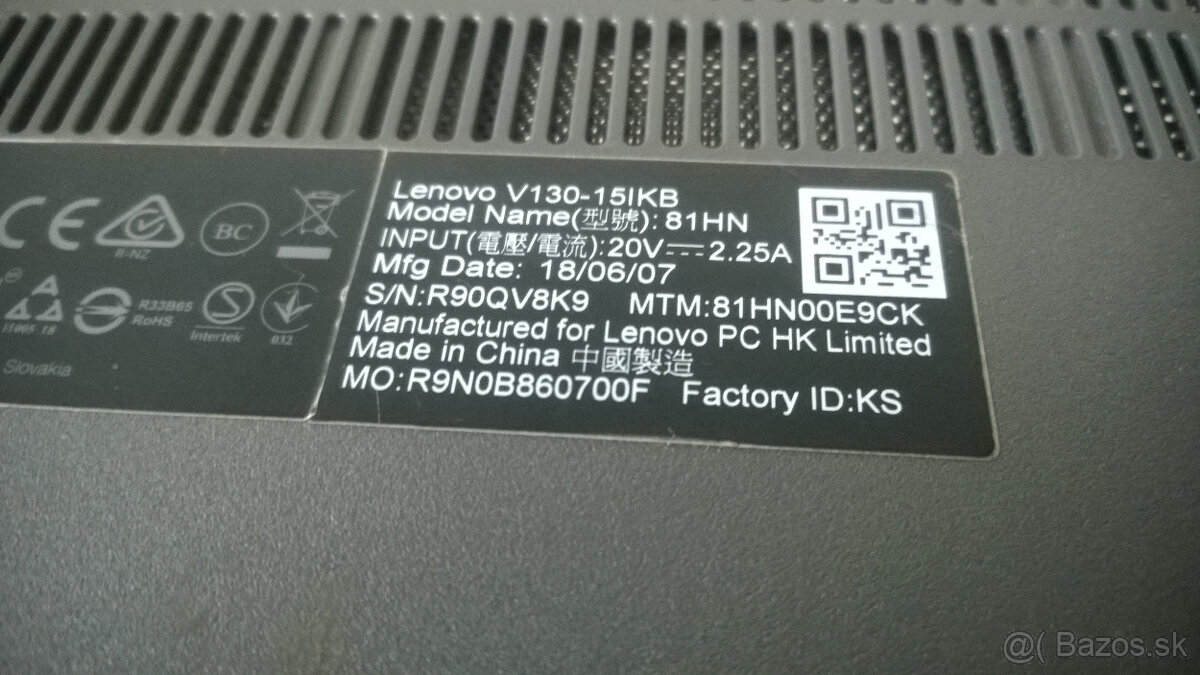 Lenovo V130-15IKB
Model Name(型號): 81HN
INPUT(電壓/電流):20V⎓2.25A
Mfg Date: 18/06/07
S/N:R90QV8K9 MTM:81HN00E9CK
Manufactured for Lenovo PC HK Limited
Made in China 中國製造
MO:R9N0B860700F Factory ID:KS
CE
R-NZ
BC
R33B65
RoHS
Intertek
032
Slovakia
@( Bazos.sk